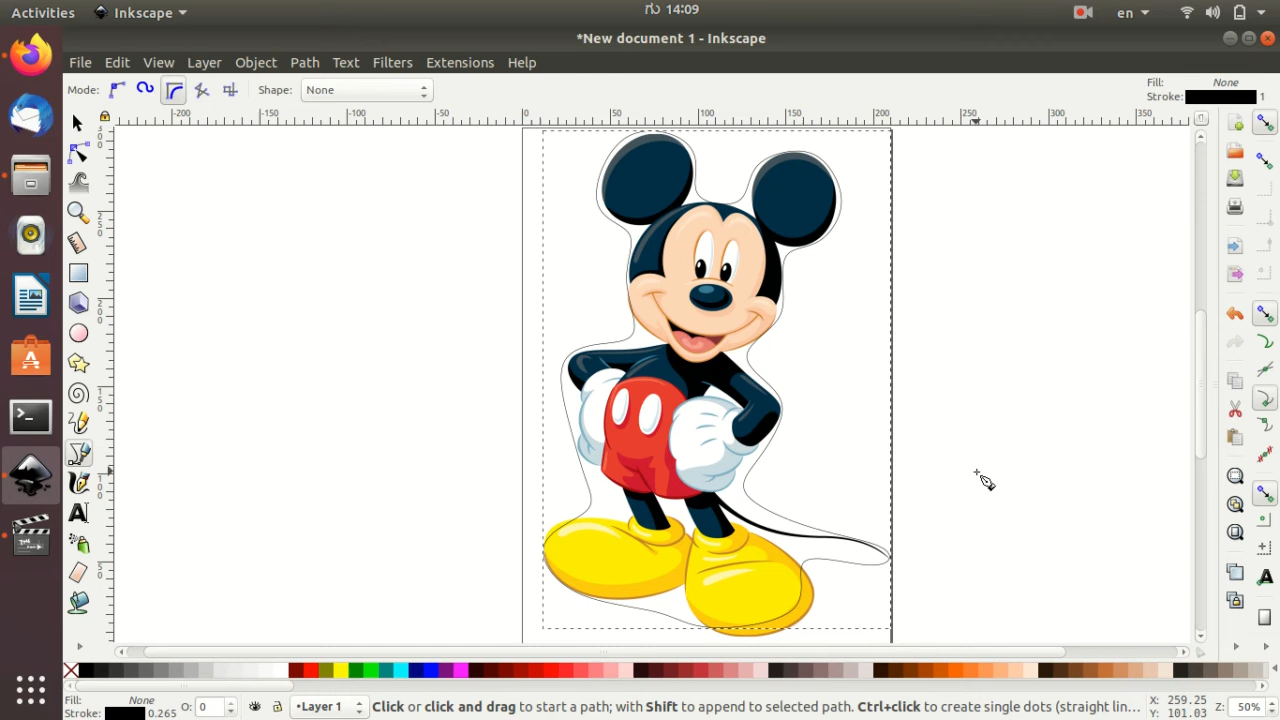 Activities Inkscape ჩს 14:09 en
*New document 1 - Inkscape
File Edit View Layer Object Path Text Filters Extensions Help
Mode: Shape: None Fill: None
Stroke: 1
-200 -150 -100 -50 0 50 100 150 200 250 300 350
Fill: None O: 0 •Layer 1 Click or click and drag to start a path; with Shift to append to selected path. Ctrl+click to create single dots (straight lin... X: 259.25 Z: 50%
Stroke: 0.265 Y: 101.03